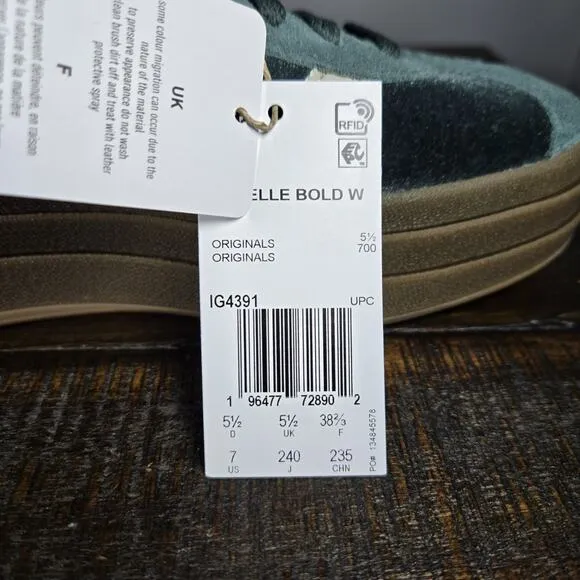 some colour migration can occur due to the
nature of the material
to preserve appearance do not wash
clean brush dirt off and treat with leather
protective spray
UK
F
RFID
ELLE BOLD W
ORIGINALS 5½
ORIGINALS 700
IG4391 UPC
1 96477 72890 2
5½ 5½ 38⅔
D UK F
7 240 235
US J CHN
PO# 134845578